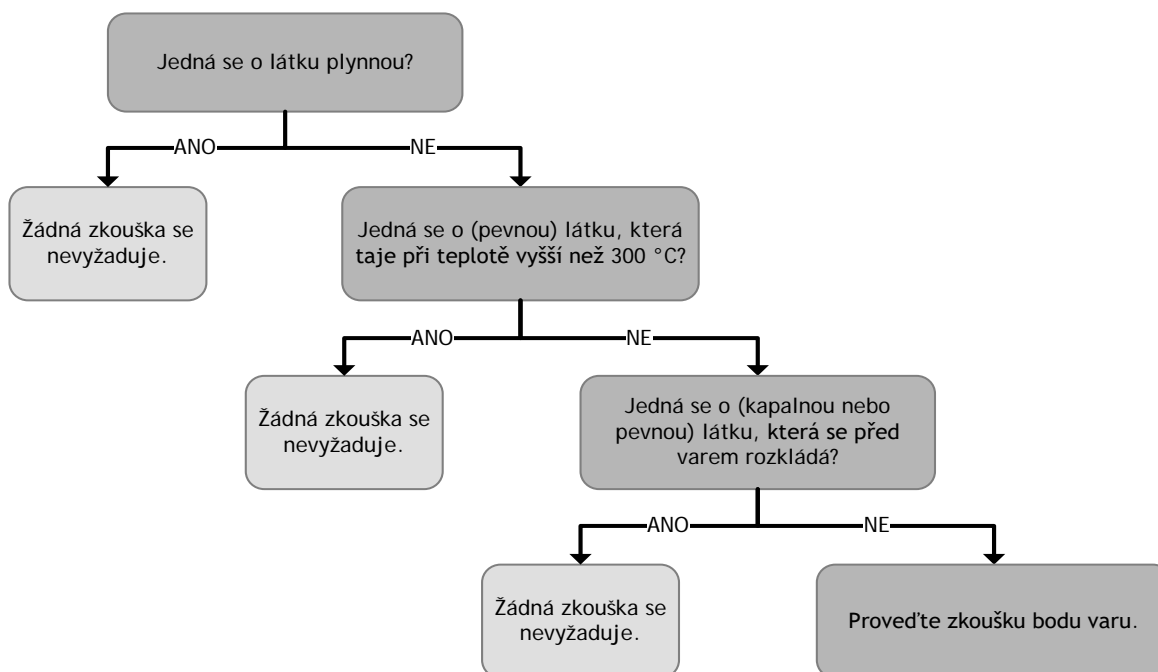 Jedná se o látku plynnou?
ANO
NE
Žádná zkouška se
nevyžaduje.
Jedná se o (pevnou) látku, která
taje při teplotě vyšší než 300 °C?
ANO
NE
Žádná zkouška se
nevyžaduje.
Jedná se o (kapalnou nebo
pevnou) látku, která se před
varem rozkládá?
ANO
NE
Žádná zkouška se
nevyžaduje.
Proveďte zkoušku bodu varu.